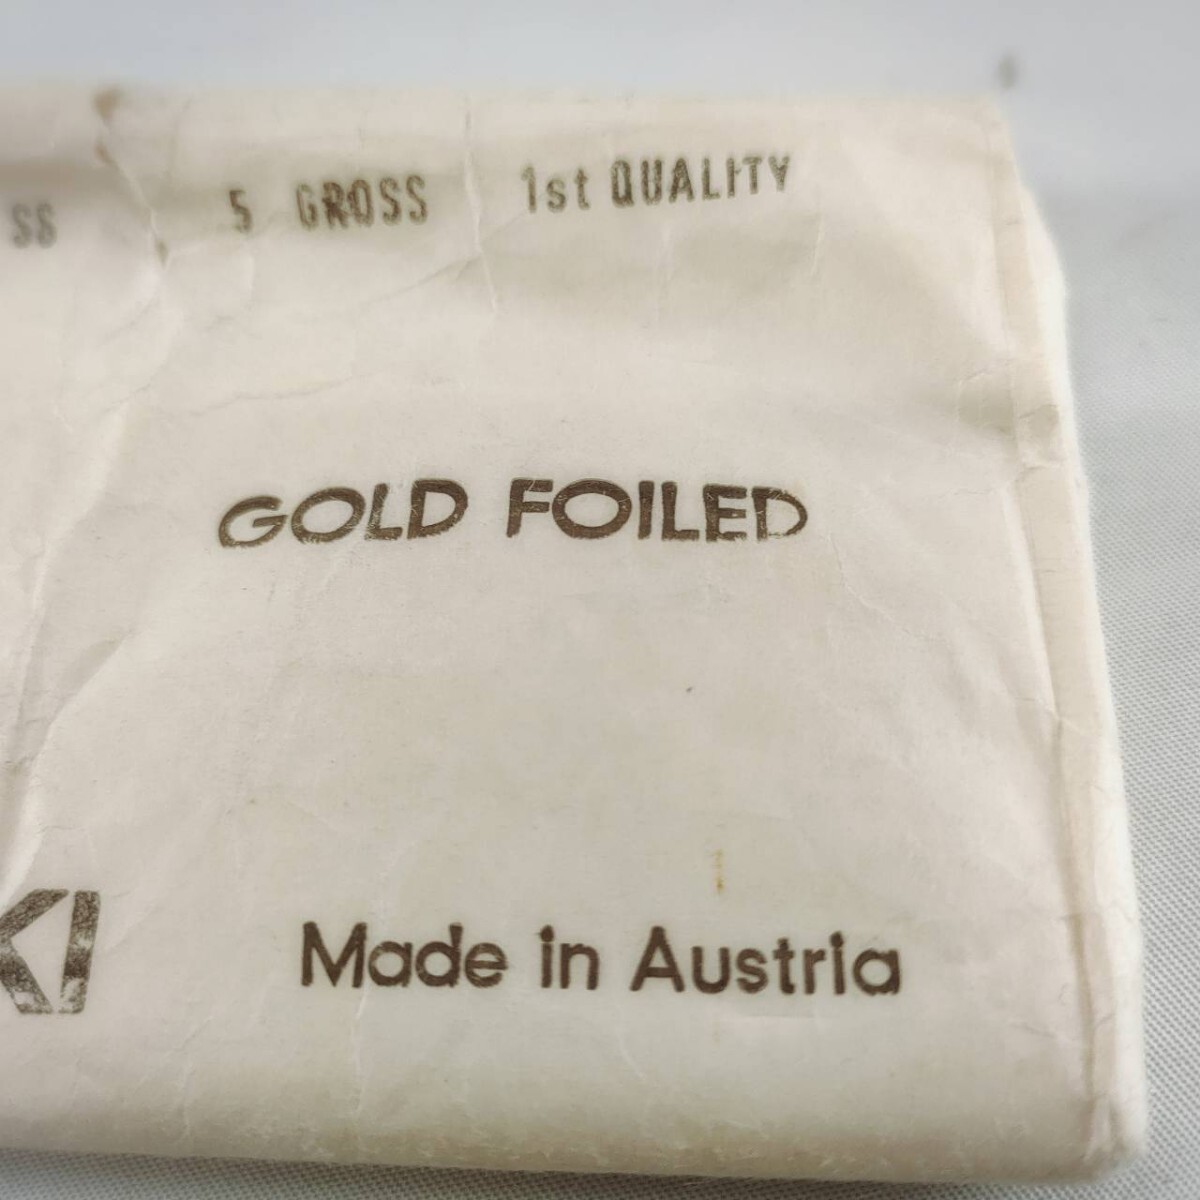 SS 5 GROSS 1st QUALITY
GOLD FOILED
KI Made in Austria